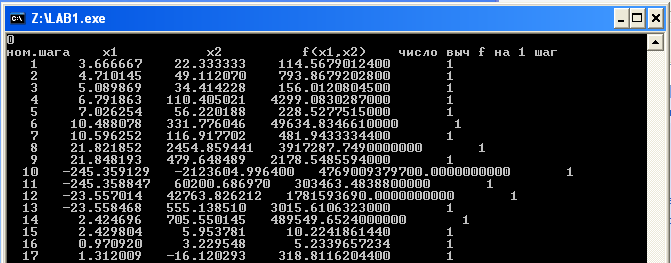 Z:\LAB1.exe
0
ном.шага x1 x2 f(x1,x2) число выч f на 1 шаг
1 3.666667 22.333333 114.5679012400 1
2 4.710145 49.112070 793.8679202800 1
3 5.089869 34.414228 156.0120804500 1
4 6.791863 110.405021 4299.0830287000 1
5 7.026254 56.220188 228.5277515000 1
6 10.488078 331.776046 49634.8346610000 1
7 10.596252 116.917702 481.9433334400 1
8 21.821852 2454.859441 3917287.7490000000 1
9 21.848193 479.648489 2178.5485594000 1
10 -245.359129 -2123604.996400 4769009379700.0000000000 1
11 -245.358847 60200.686970 303463.4838800000 1
12 -23.557014 42763.826212 1781593690.0000000000 1
13 -23.558468 555.138510 3015.6106323000 1
14 2.424696 705.550145 489549.6524000000 1
15 2.429804 5.953781 10.2241861440 1
16 0.970920 3.229548 5.2339657234 1
17 1.312009 -16.120293 318.8116204400 1